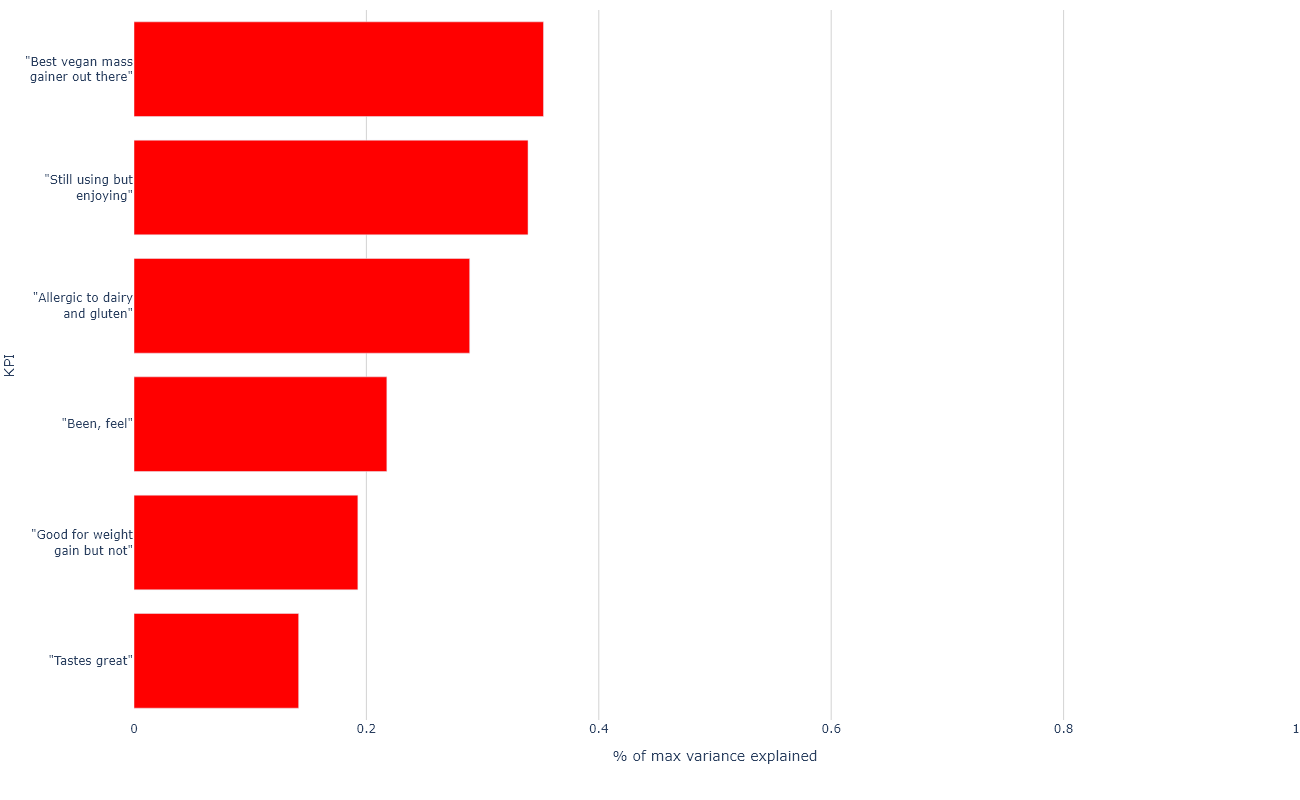 "Best vegan mass
gainer out there"
"Still using but
enjoying"
"Allergic to dairy
and gluten"
KPI
"Been, feel"
"Good for weight
gain but not"
"Tastes great"
0 0.2 0.4 0.6 0.8 1
% of max variance explained